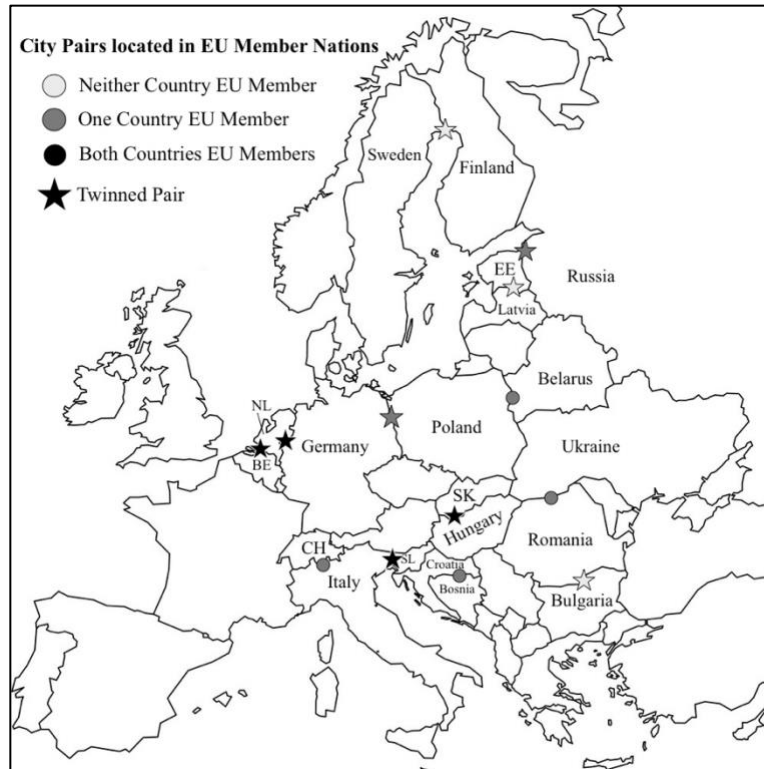 City Pairs located in EU Member Nations
Neither Country EU Member
One Country EU Member
Both Countries EU Members
Twinned Pair
Sweden
Finland
EE
Russia
Latvia
Belarus
NL
Germany
Poland
BE
Ukraine
SK
Hungary
Romania
CH
SL
Croatia
Italy
Bosnia
Bulgaria